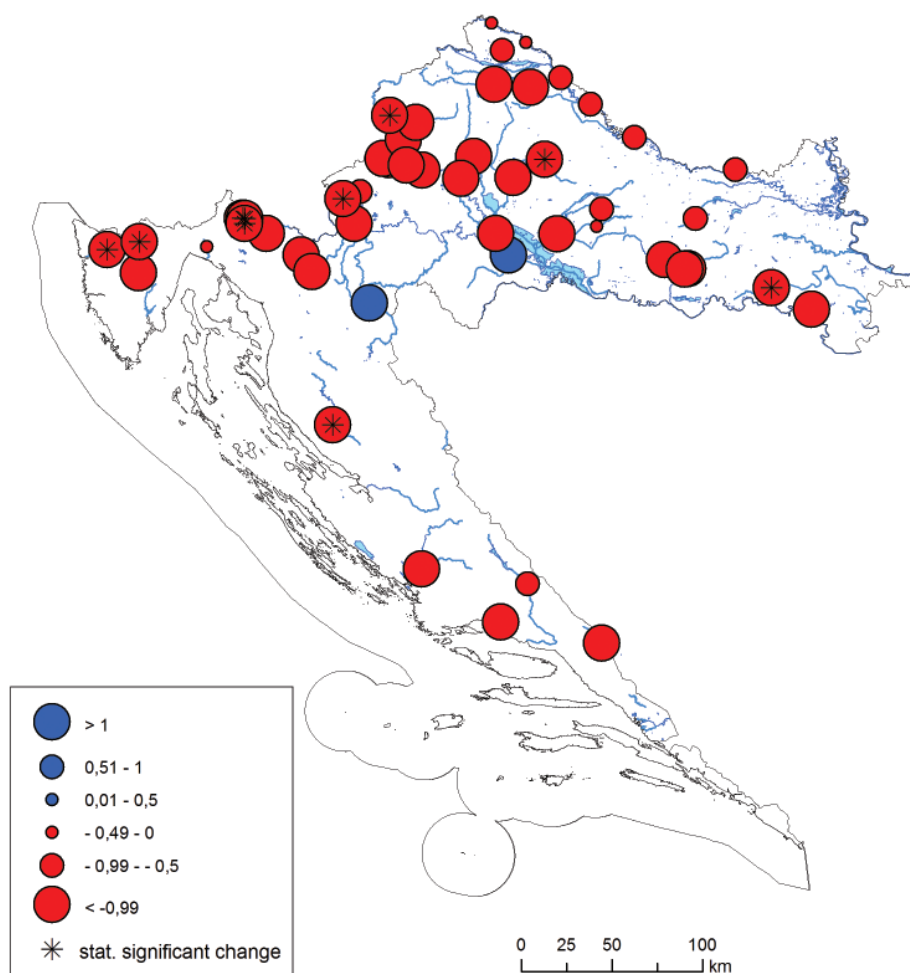 > 1
0,51 - 1
0,01 - 0,5
- 0,49 - 0
- 0,99 - - 0,5
< -0,99
stat. significant change
0 25 50 100
km